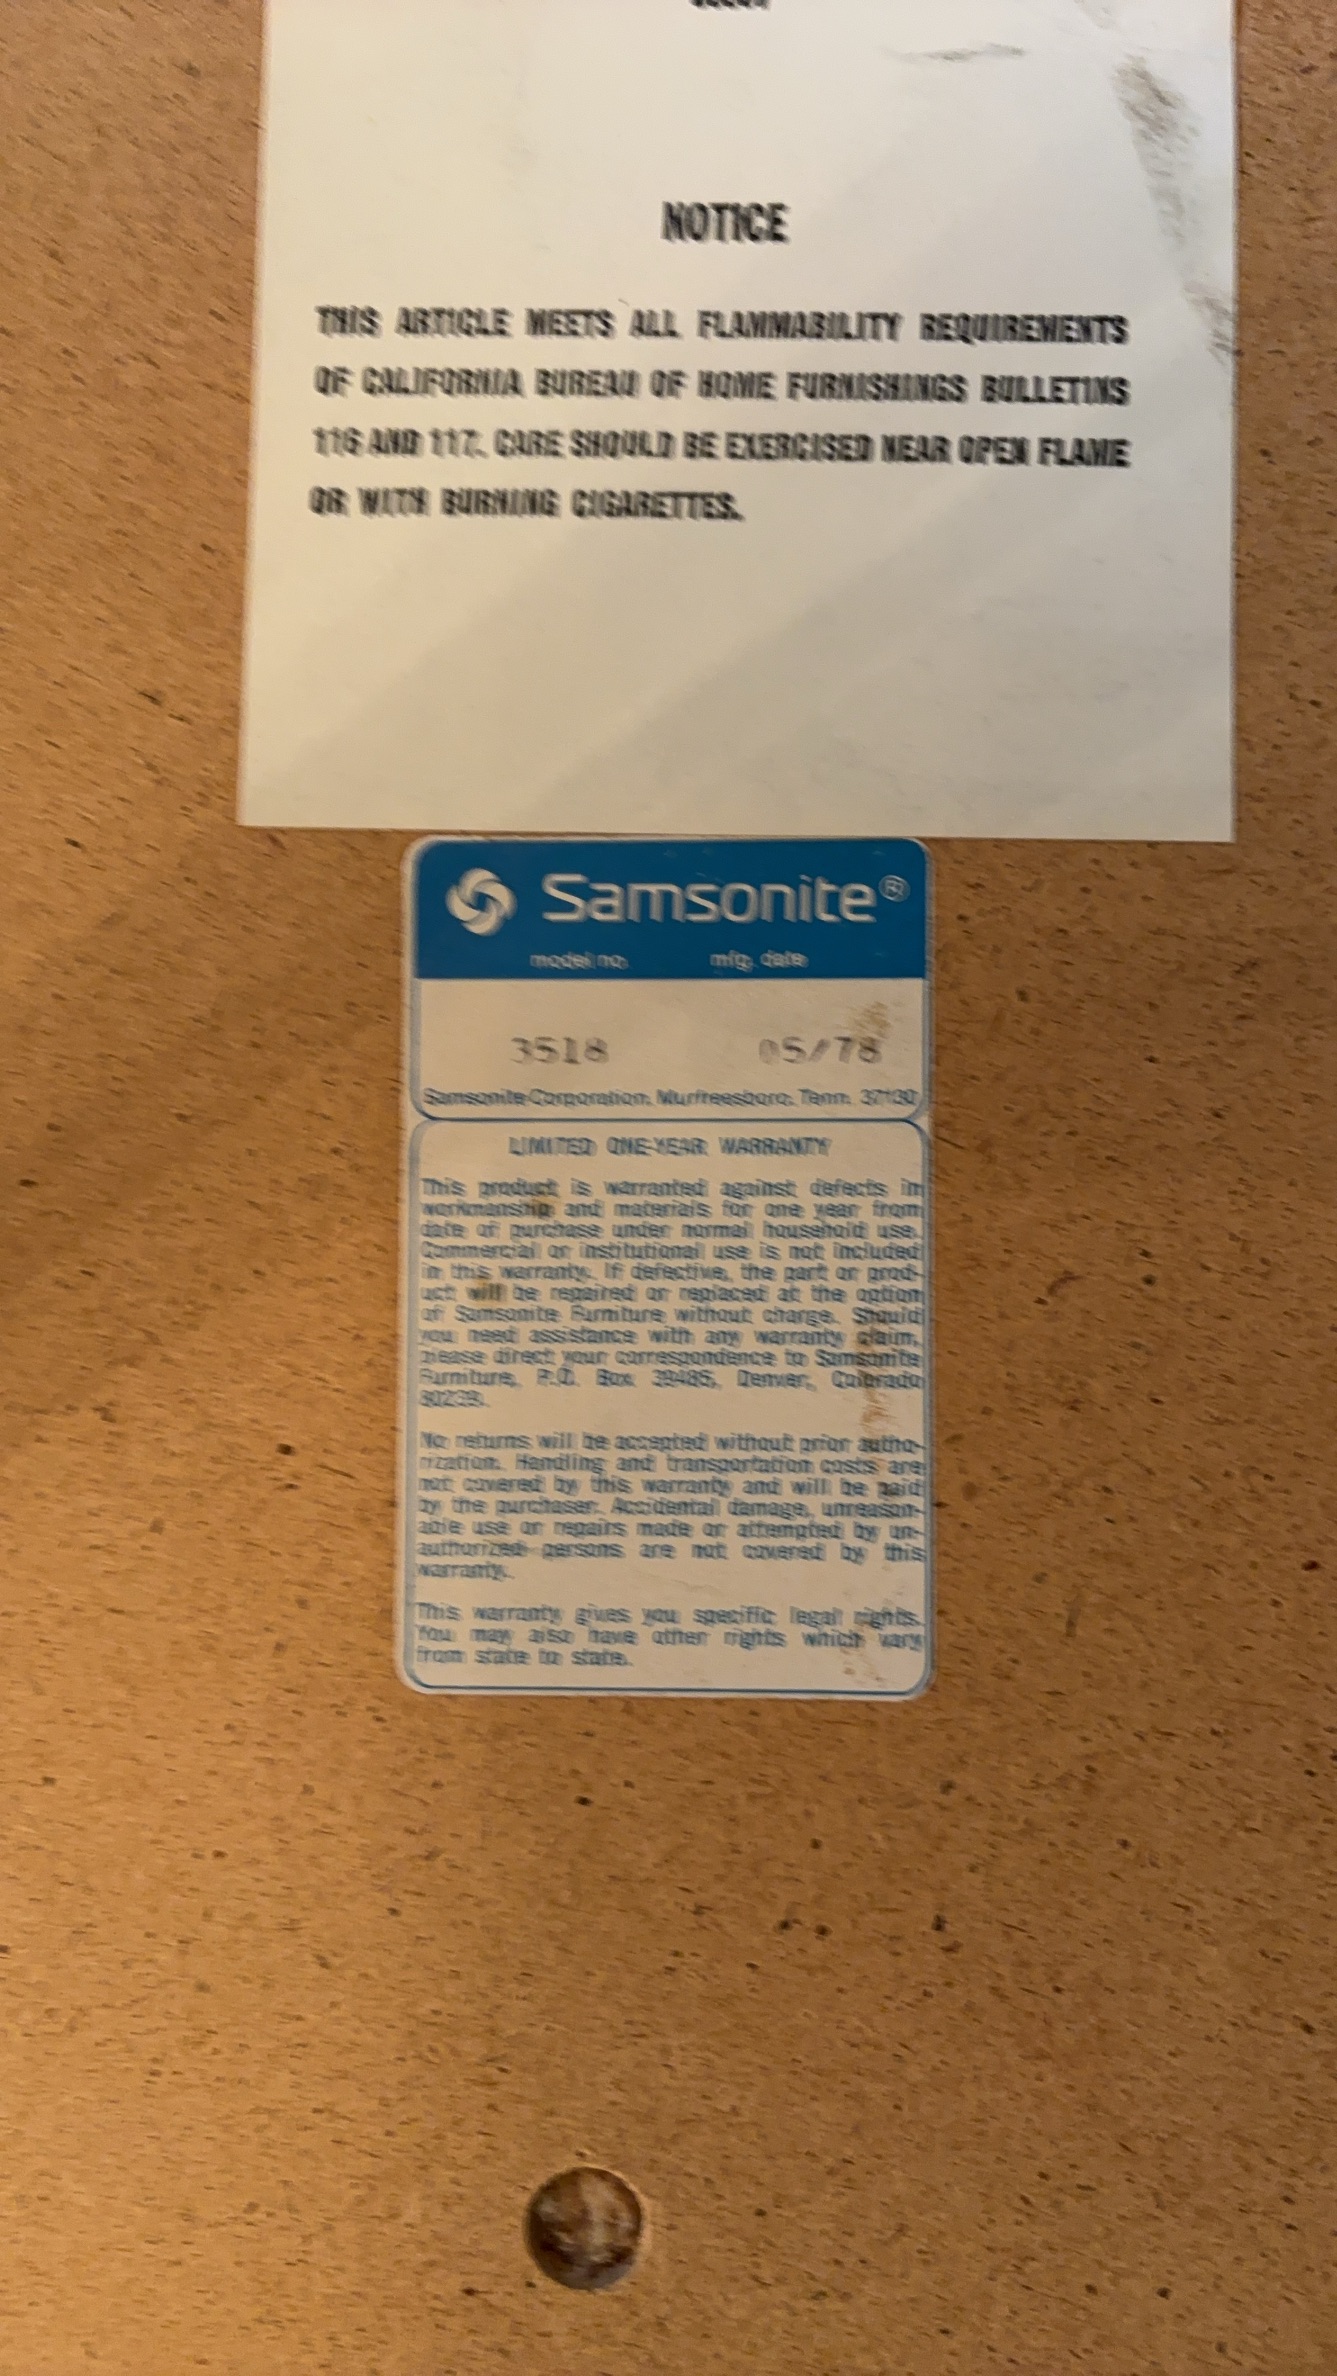 NOTICE
THIS ARTICLE MEETS ALL FLAMMABILITY REQUIREMENTS
OF CALIFORNIA BUREAU OF HOME FURNISHINGS BULLETINS
116 AND 117. CARE SHOULD BE EXERCISED NEAR OPEN FLAME
OR WITH BURNING CIGARETTES.
Samsonite®
model no. mfg. date
3518 05/78
Samsonite Corporation, Murfreesboro, Tenn. 37130
LIMITED ONE-YEAR WARRANTY
This product is warranted against defects in
workmanship and materials for one year from
date of purchase under normal household use.
Commercial or institutional use is not included
in this warranty. If defective, the part or prod-
uct will be repaired or replaced at the option
of Samsonite Furniture without charge. Should
you need assistance with any warranty claim,
please direct your correspondence to Samsonite
Furniture, P.O. Box 39485, Denver, Colorado
80239.
No returns will be accepted without prior autho-
rization. Handling and transportation costs are
not covered by this warranty and will be paid
by the purchaser. Accidental damage, unreason-
able use or repairs made or attempted by un-
authorized persons are not covered by this
warranty.
This warranty gives you specific legal rights.
You may also have other rights which vary
from state to state.